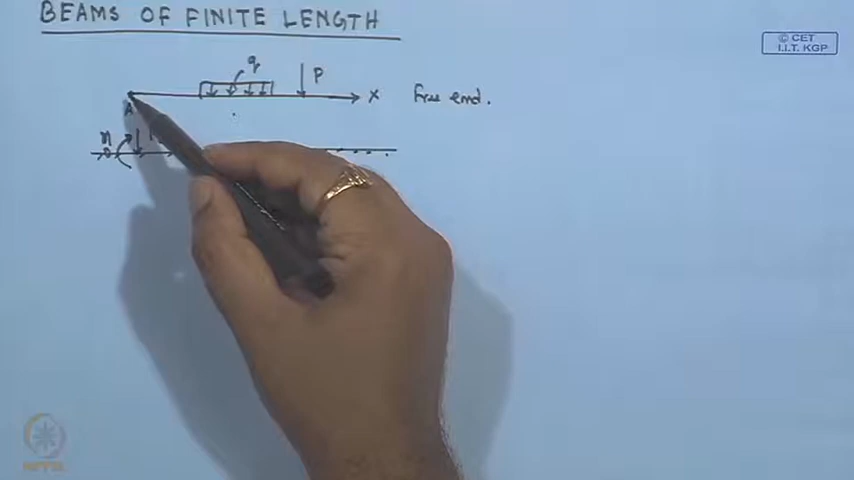 BEAMS OF FINITE LENGTH
© CET
I.I.T. KGP
q
P
X
Free end.
A